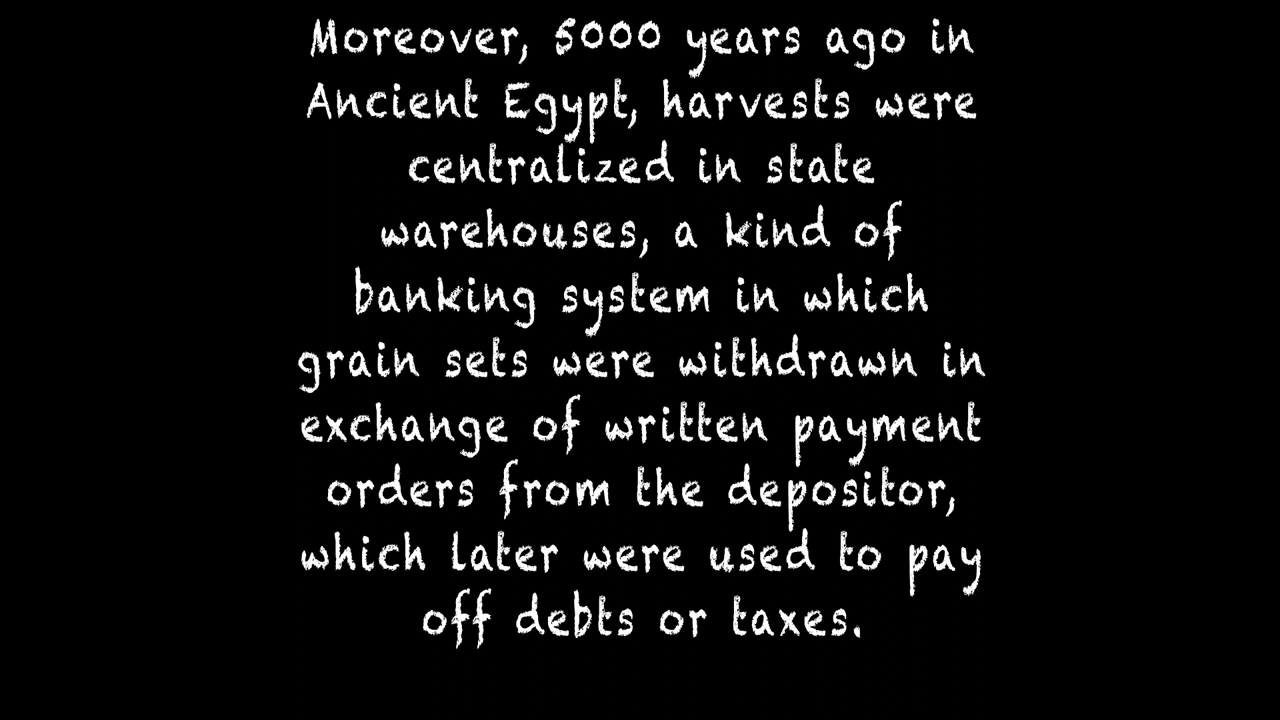 Moreover, 5000 years ago in
Ancient Egypt, harvests were
centralized in state
warehouses, a kind of
banking system in which
grain sets were withdrawn in
exchange of written payment
orders from the depositor,
which later were used to pay
off debts or taxes.